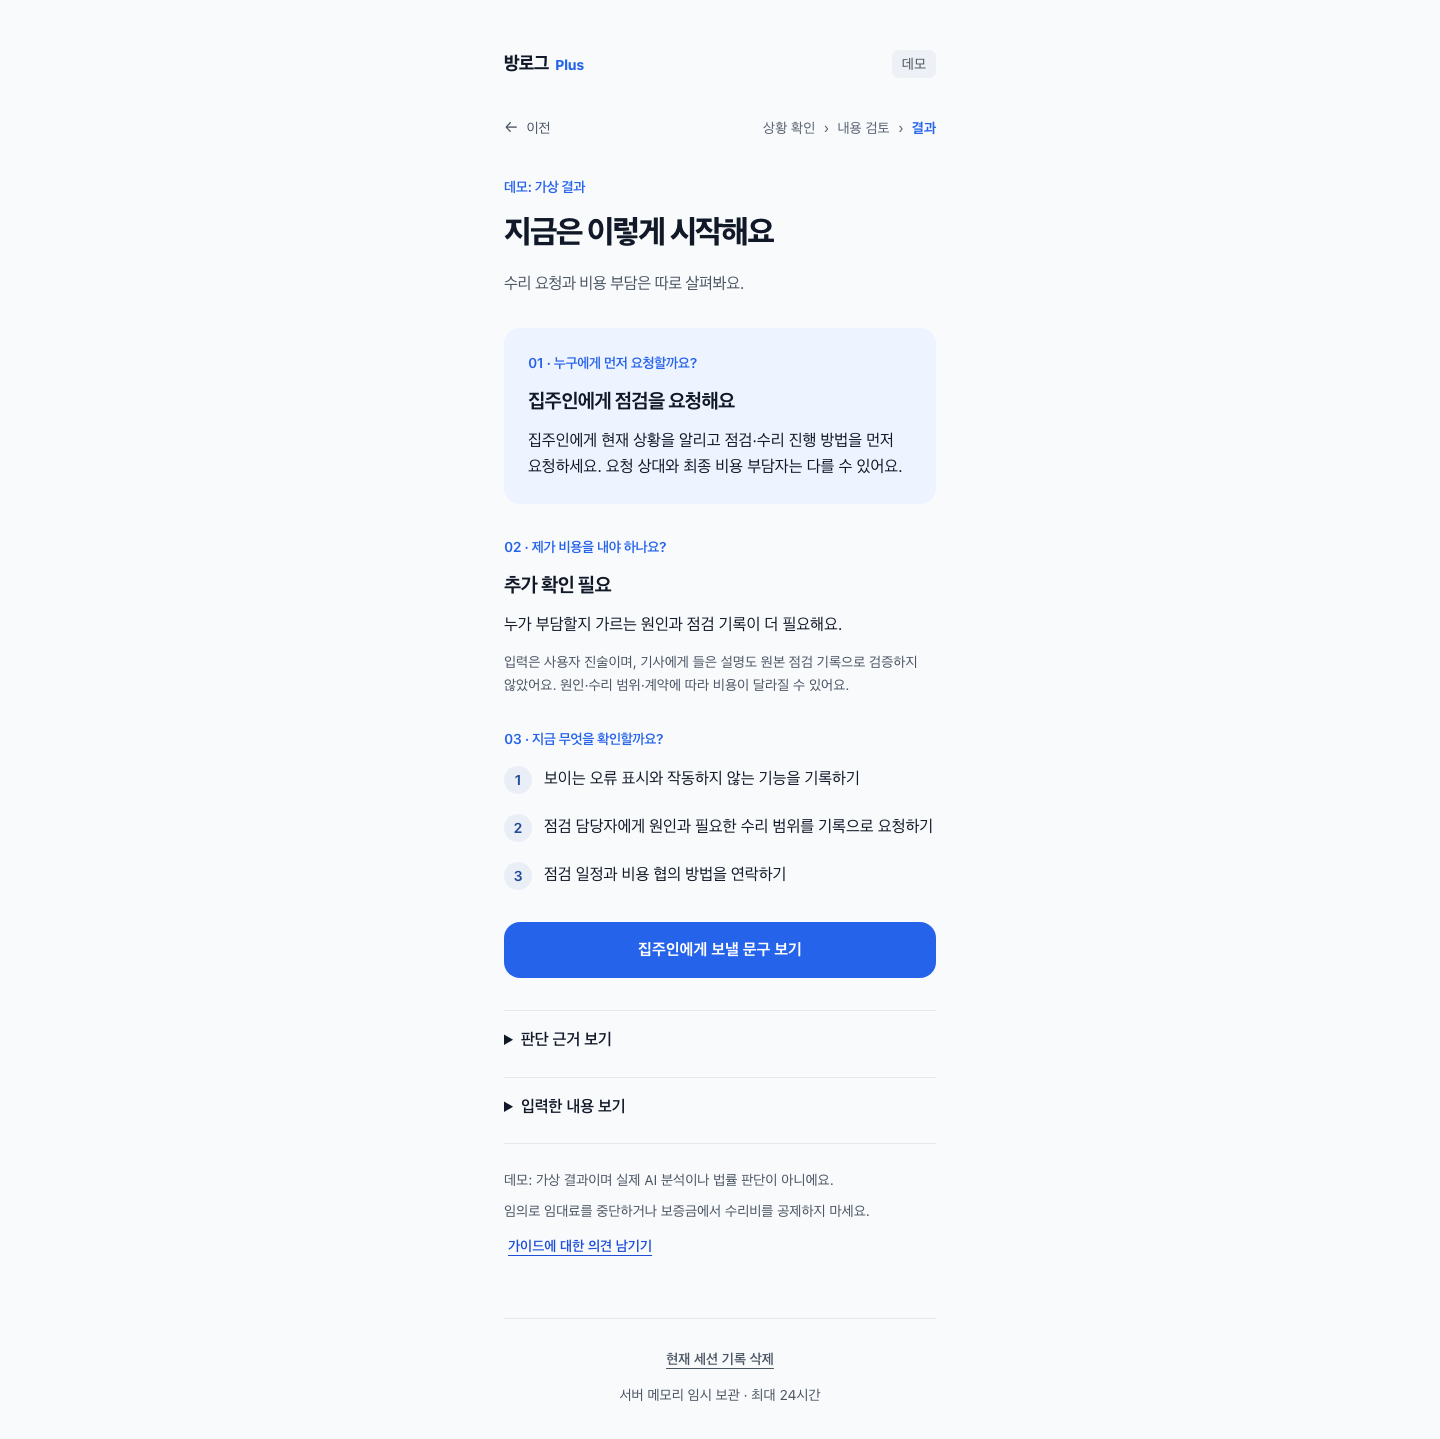 방로그 Plus
데모
← 이전
상황 확인 › 내용 검토 › 결과
데모: 가상 결과
지금은 이렇게 시작해요
수리 요청과 비용 부담은 따로 살펴봐요.
01 · 누구에게 먼저 요청할까요?
집주인에게 점검을 요청해요
집주인에게 현재 상황을 알리고 점검·수리 진행 방법을 먼저
요청하세요. 요청 상대와 최종 비용 부담자는 다를 수 있어요.
02 · 제가 비용을 내야 하나요?
추가 확인 필요
누가 부담할지 가르는 원인과 점검 기록이 더 필요해요.
입력은 사용자 진술이며, 기사에게 들은 설명도 원본 점검 기록으로 검증하지
않았어요. 원인·수리 범위·계약에 따라 비용이 달라질 수 있어요.
03 · 지금 무엇을 확인할까요?
1 보이는 오류 표시와 작동하지 않는 기능을 기록하기
2 점검 담당자에게 원인과 필요한 수리 범위를 기록으로 요청하기
3 점검 일정과 비용 협의 방법을 연락하기
집주인에게 보낼 문구 보기
▶ 판단 근거 보기
▶ 입력한 내용 보기
데모: 가상 결과이며 실제 AI 분석이나 법률 판단이 아니에요.
임의로 임대료를 중단하거나 보증금에서 수리비를 공제하지 마세요.
가이드에 대한 의견 남기기
현재 세션 기록 삭제
서버 메모리 임시 보관 · 최대 24시간